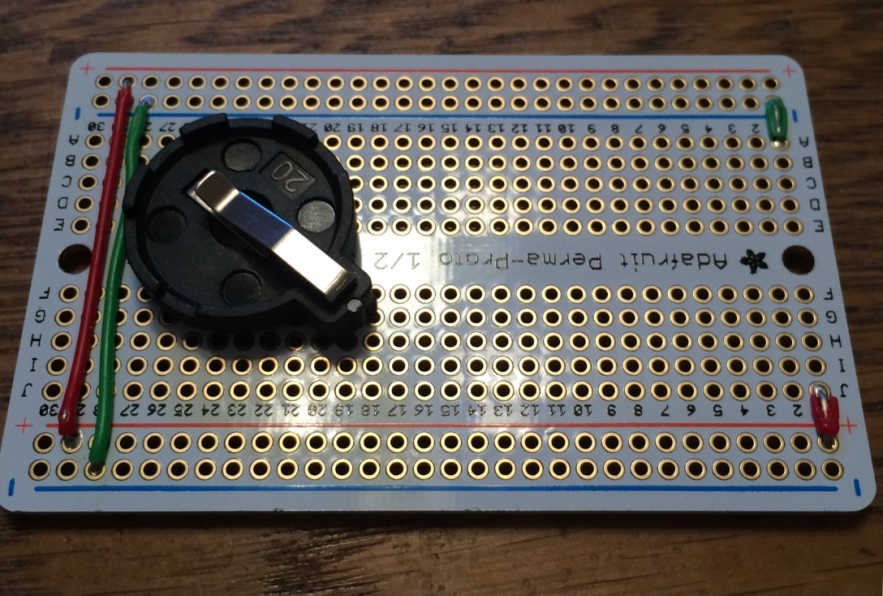 + +
30 27 20 19 18 17 16 15 14 13 12 11 10 9 8 7 6 5 4 3 2
A A
B B
C C
D D
E E
20
Adafruit Perma-Proto 1/2
F F
G G
H H
I I
J J
30 27 26 25 24 23 22 21 20 19 18 17 16 15 14 13 12 11 10 9 8 7 6 5 4 3 2
+ +